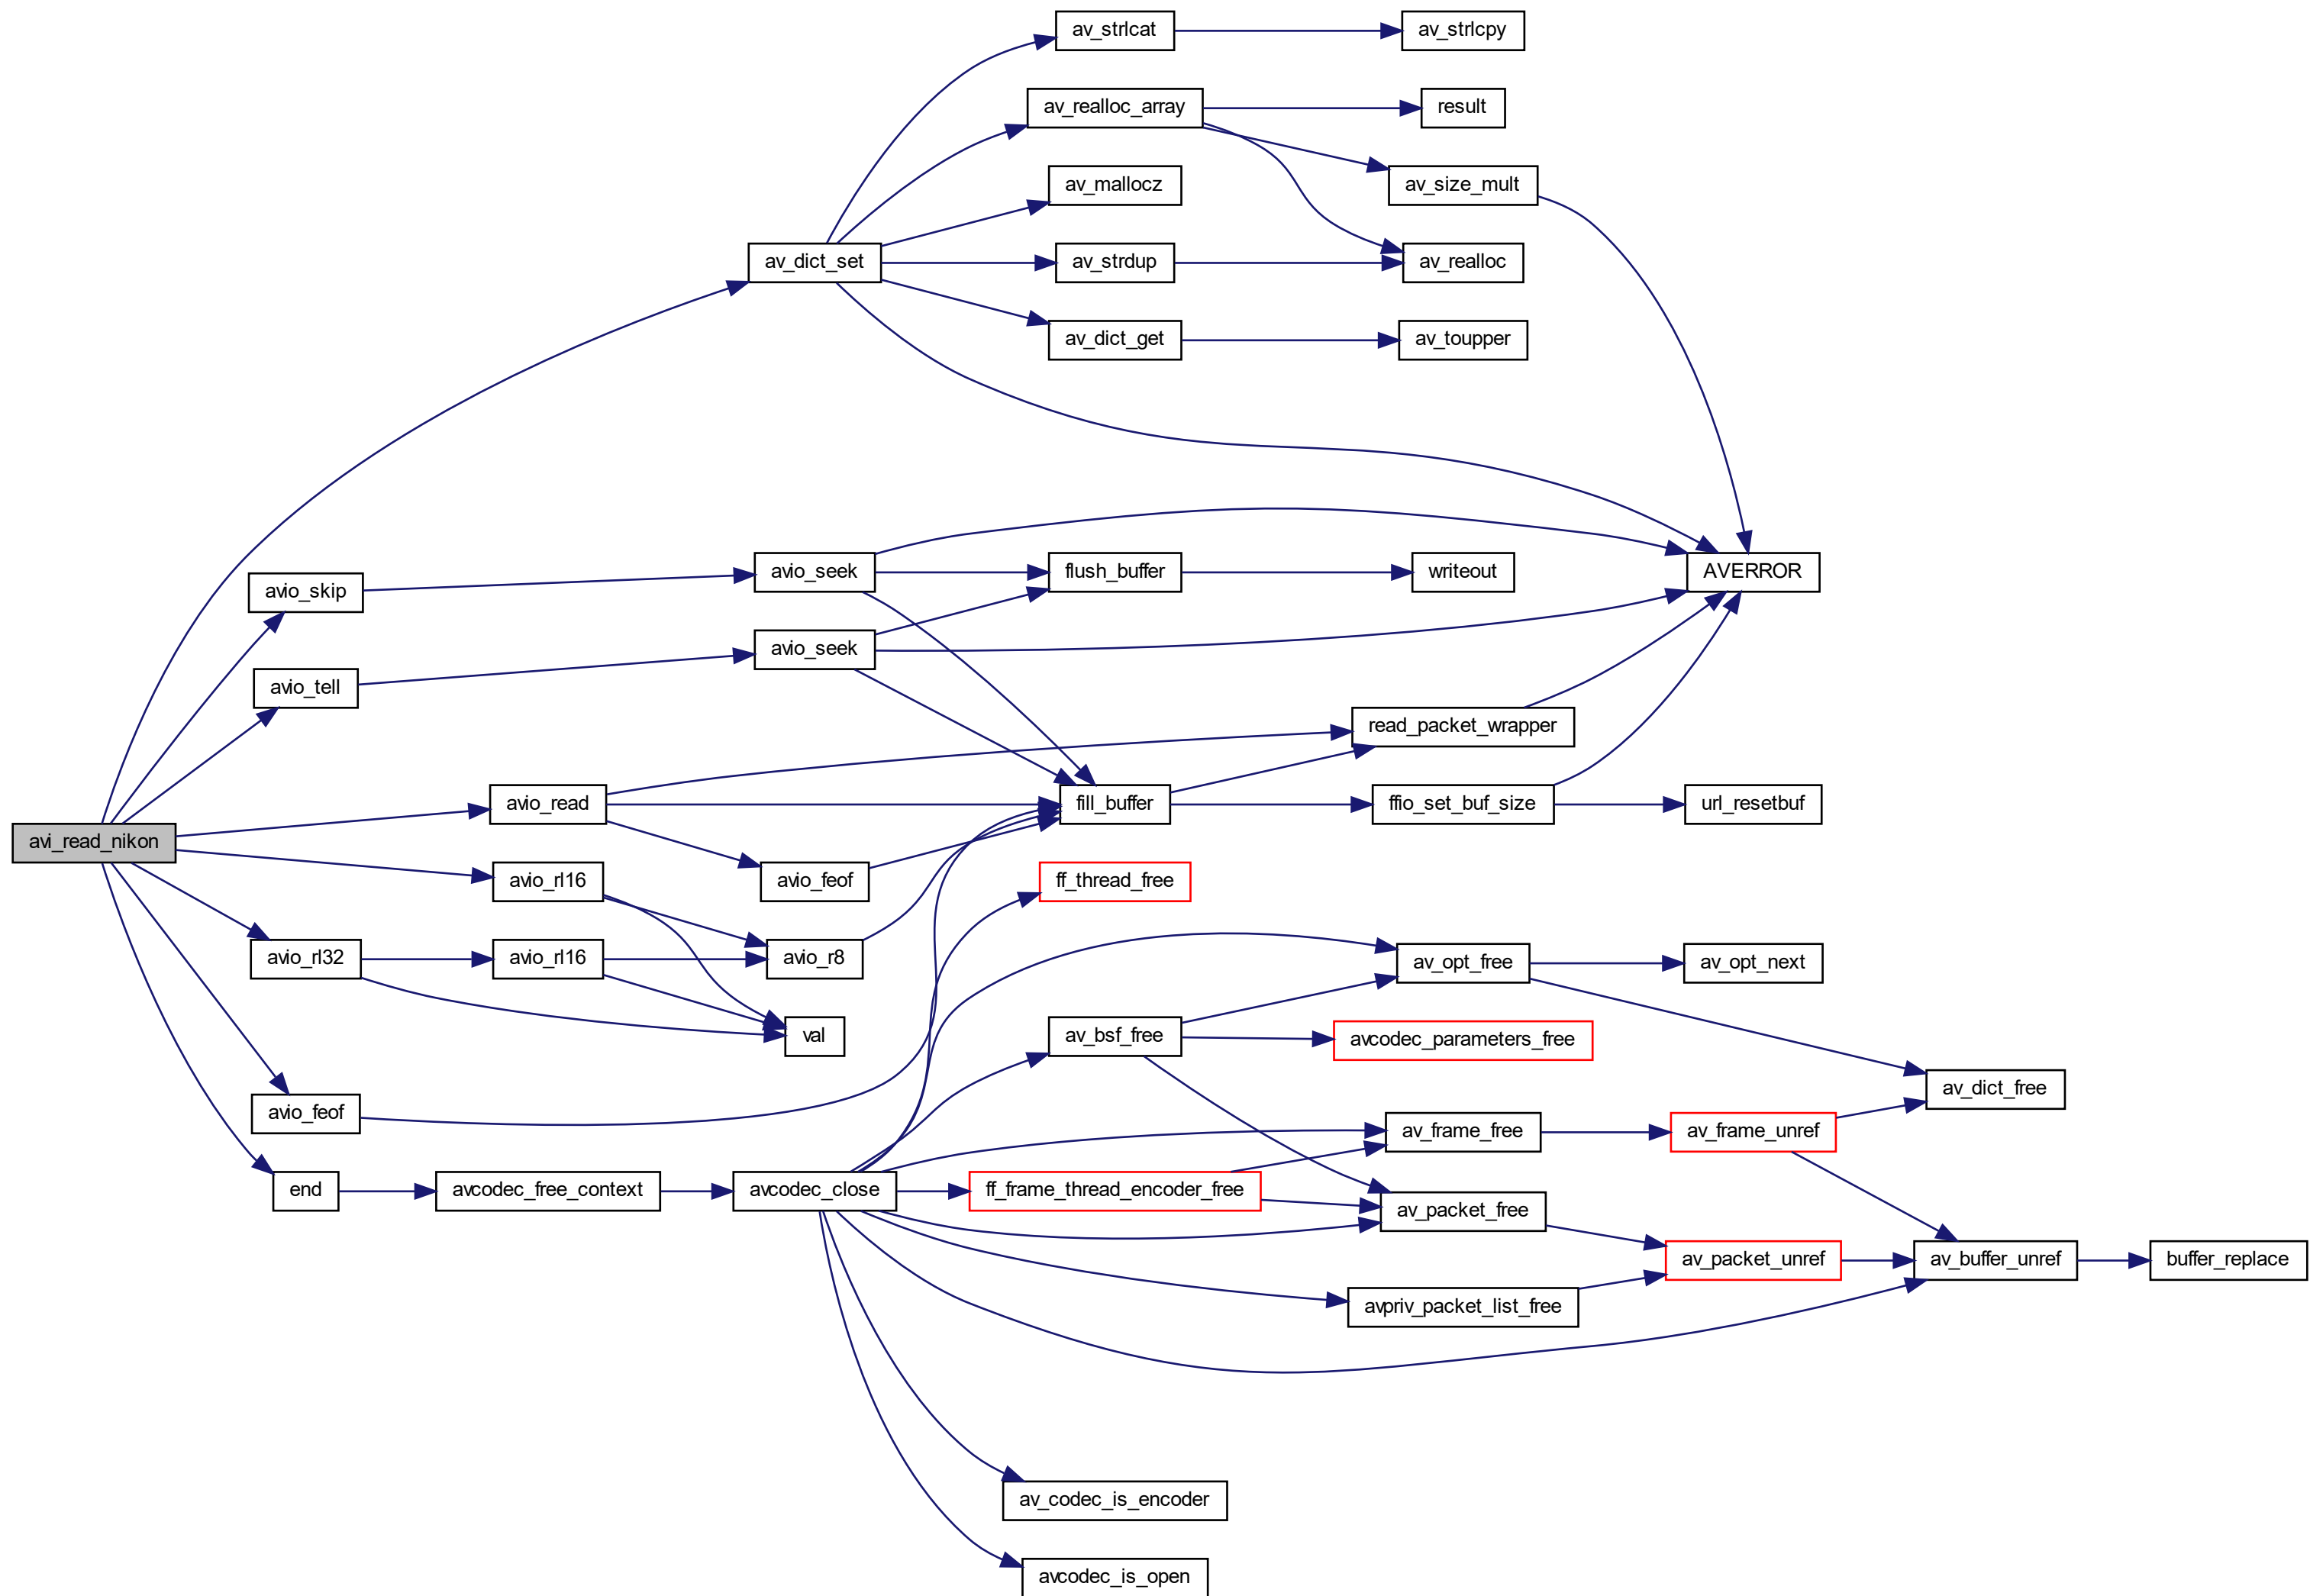 av_strlcat
av_strlcpy
av_realloc_array
result
av_mallocz
av_size_mult
av_dict_set
av_strdup
av_realloc
av_dict_get
av_toupper
avio_skip
avio_seek
flush_buffer
writeout
AVERROR
avio_tell
avio_seek
read_packet_wrapper
avio_read
fill_buffer
ffio_set_buf_size
url_resetbuf
avi_read_nikon
avio_rl16
avio_feof
ff_thread_free
avio_rl32
avio_rl16
avio_r8
av_opt_free
av_opt_next
val
av_bsf_free
avcodec_parameters_free
av_dict_free
avio_feof
av_frame_free
av_frame_unref
end
avcodec_free_context
avcodec_close
ff_frame_thread_encoder_free
av_packet_free
av_packet_unref
av_buffer_unref
buffer_replace
avpriv_packet_list_free
av_codec_is_encoder
avcodec_is_open